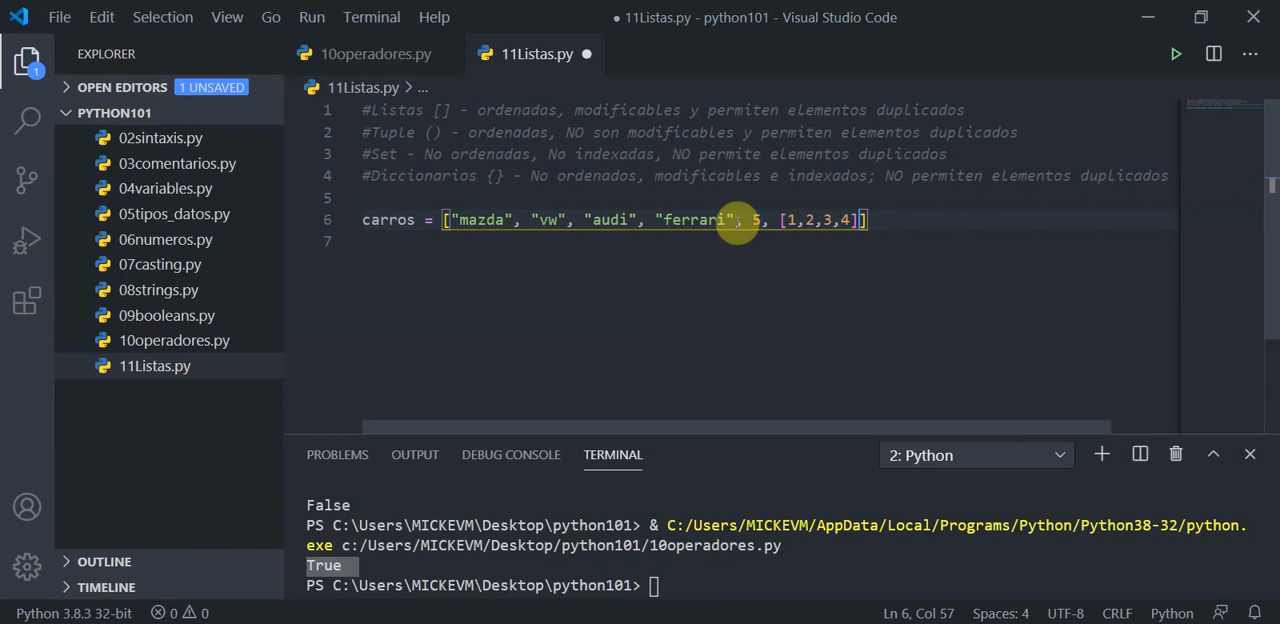 File Edit Selection View Go Run Terminal Help
● 11Listas.py - python101 - Visual Studio Code
EXPLORER
10operadores.py
11Listas.py ●
1
OPEN EDITORS 1 UNSAVED
11Listas.py > ...
PYTHON101
02sintaxis.py
03comentarios.py
04variables.py
05tipos_datos.py
06numeros.py
07casting.py
08strings.py
09booleans.py
10operadores.py
11Listas.py
OUTLINE
TIMELINE
1 #Listas [] - ordenadas, modificables y permiten elementos duplicados
2 #Tuple () - ordenadas, NO son modificables y permiten elementos duplicados
3 #Set - No ordenadas, No indexadas, NO permite elementos duplicados
4 #Diccionarios {} - No ordenados, modificables e indexados; NO permiten elementos duplicados
5
6 carros = ["mazda", "vw", "audi", "ferrari", 5, [1,2,3,4]]
7
PROBLEMS OUTPUT DEBUG CONSOLE TERMINAL
2: Python
False
PS C:\Users\MICKEVM\Desktop\python101> & C:/Users/MICKEVM/AppData/Local/Programs/Python/Python38-32/python.
exe c:/Users/MICKEVM/Desktop/python101/10operadores.py
True
PS C:\Users\MICKEVM\Desktop\python101>
Python 3.8.3 32-bit 0 0
Ln 6, Col 57 Spaces: 4 UTF-8 CRLF Python